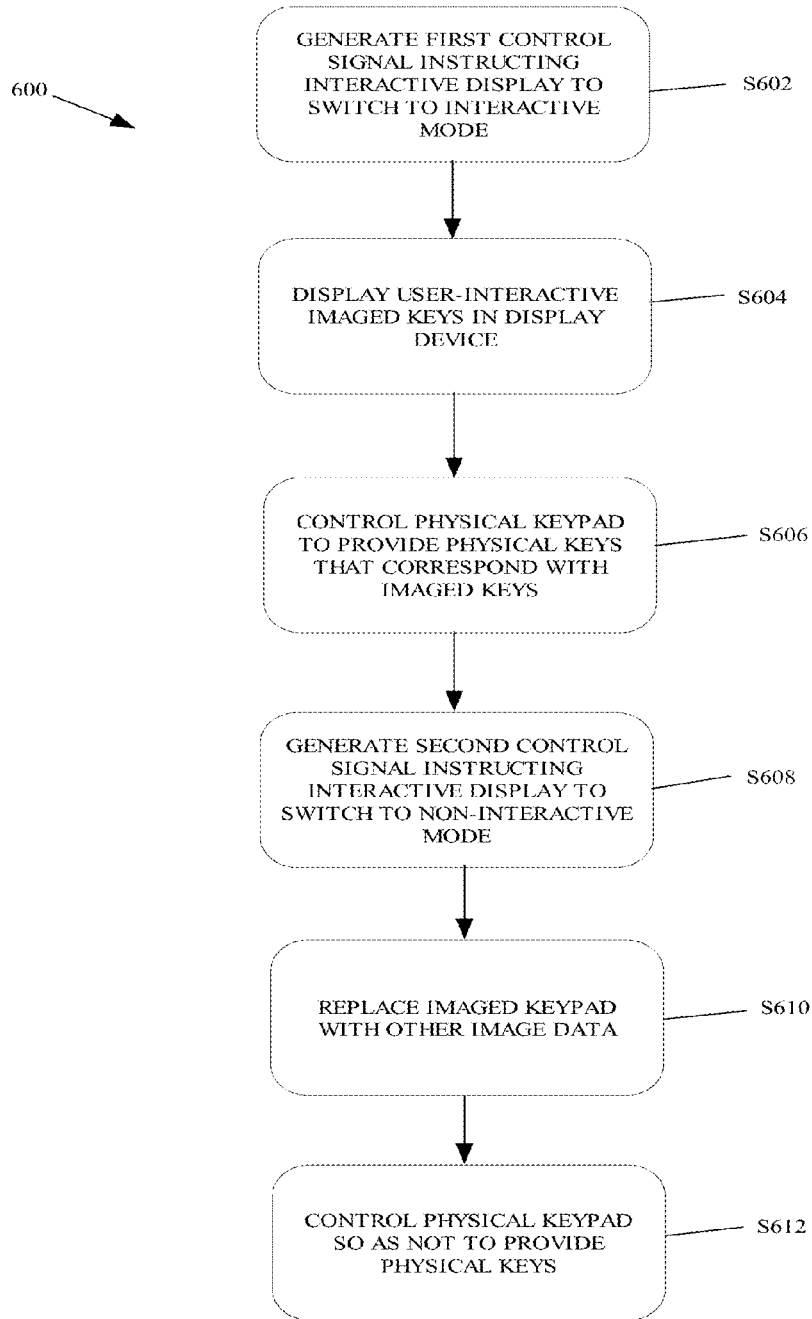 600
GENERATE FIRST CONTROL
SIGNAL INSTRUCTING
INTERACTIVE DISPLAY TO
SWITCH TO INTERACTIVE
MODE
S602
DISPLAY USER-INTERACTIVE
IMAGED KEYS IN DISPLAY
DEVICE
S604
CONTROL PHYSICAL KEYPAD
TO PROVIDE PHYSICAL KEYS
THAT CORRESPOND WITH
IMAGED KEYS
S606
GENERATE SECOND CONTROL
SIGNAL INSTRUCTING
INTERACTIVE DISPLAY TO
SWITCH TO NON-INTERACTIVE
MODE
S608
REPLACE IMAGED KEYPAD
WITH OTHER IMAGE DATA
S610
CONTROL PHYSICAL KEYPAD
SO AS NOT TO PROVIDE
PHYSICAL KEYS
S612